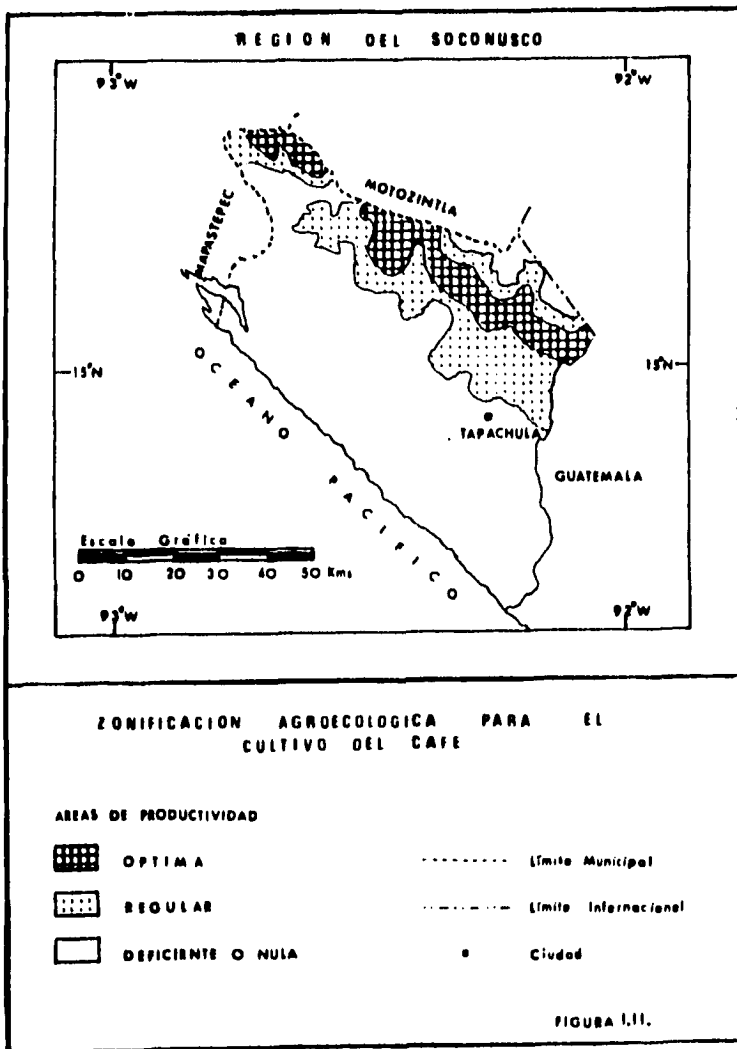 REGION DEL SOCONUSCO
93°W
92°W
MOTOZINTLA
MAPASTEPEC
15°N
15°N
OCEANO PACIFICO
TAPACHULA
GUATEMALA
Escala Gráfica
0 10 20 30 40 50 Kms
93°W
92°W
ZONIFICACION AGROECOLOGICA PARA EL
CULTIVO DEL CAFE
AREAS DE PRODUCTIVIDAD
OPTIMA
Límite Municipal
REGULAR
Límite Internacional
DEFICIENTE O NULA
Ciudad
FIGURA I.11.